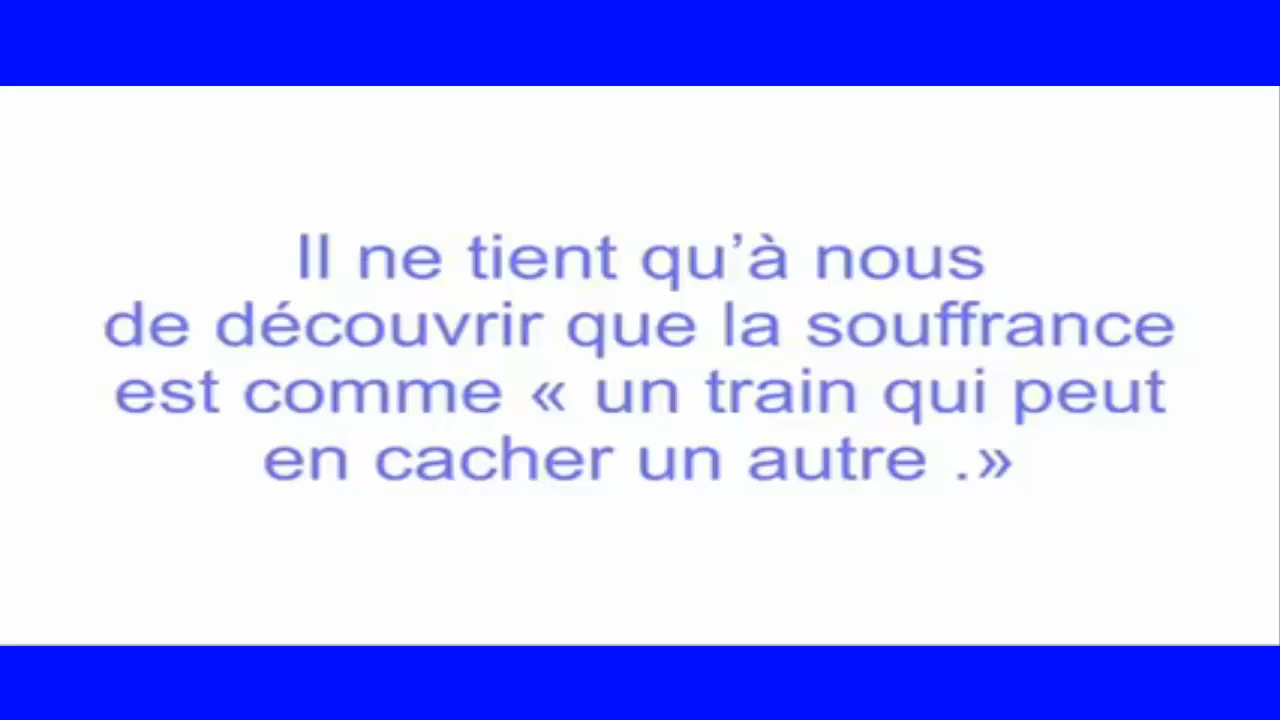 Il ne tient qu’à nous
de découvrir que la souffrance
est comme « un train qui peut
en cacher un autre .»